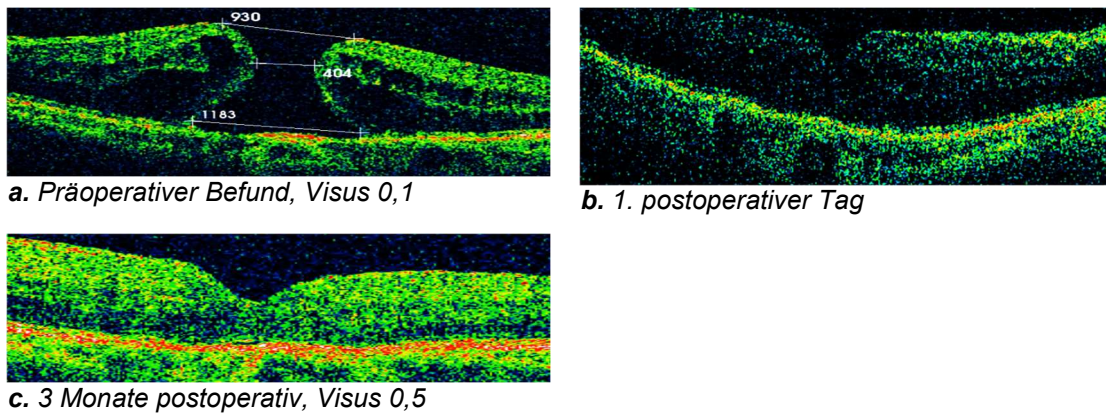 930
404
1183
a. Präoperativer Befund, Visus 0,1
b. 1. postoperativer Tag
c. 3 Monate postoperativ, Visus 0,5